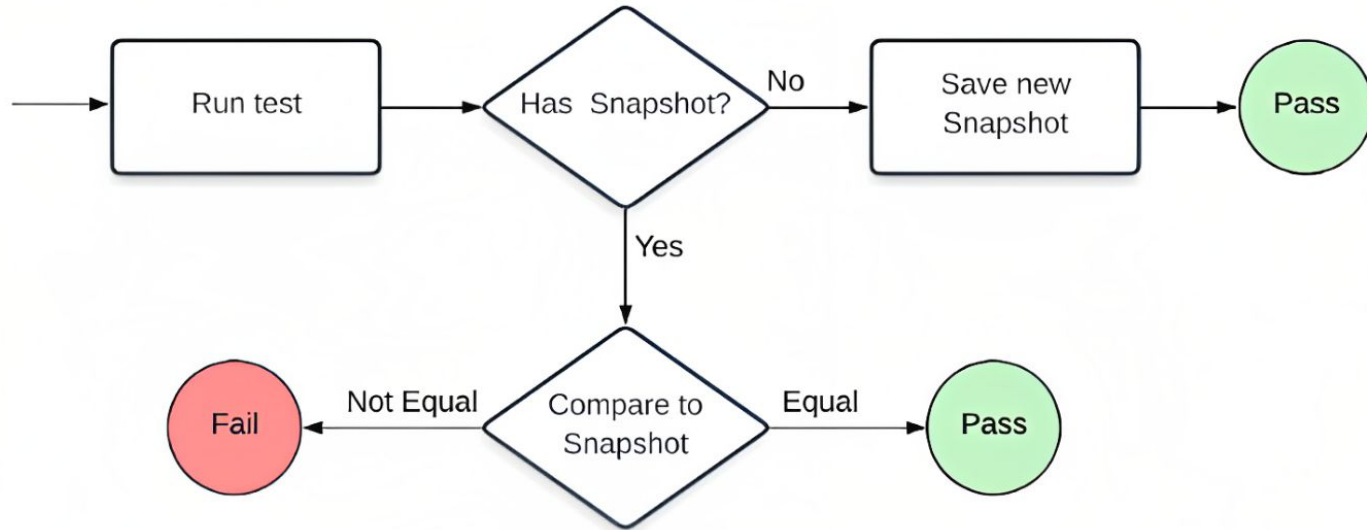 Run test
Has Snapshot?
No
Save new
Snapshot
Pass
Yes
Fail
Not Equal
Compare to
Snapshot
Equal
Pass